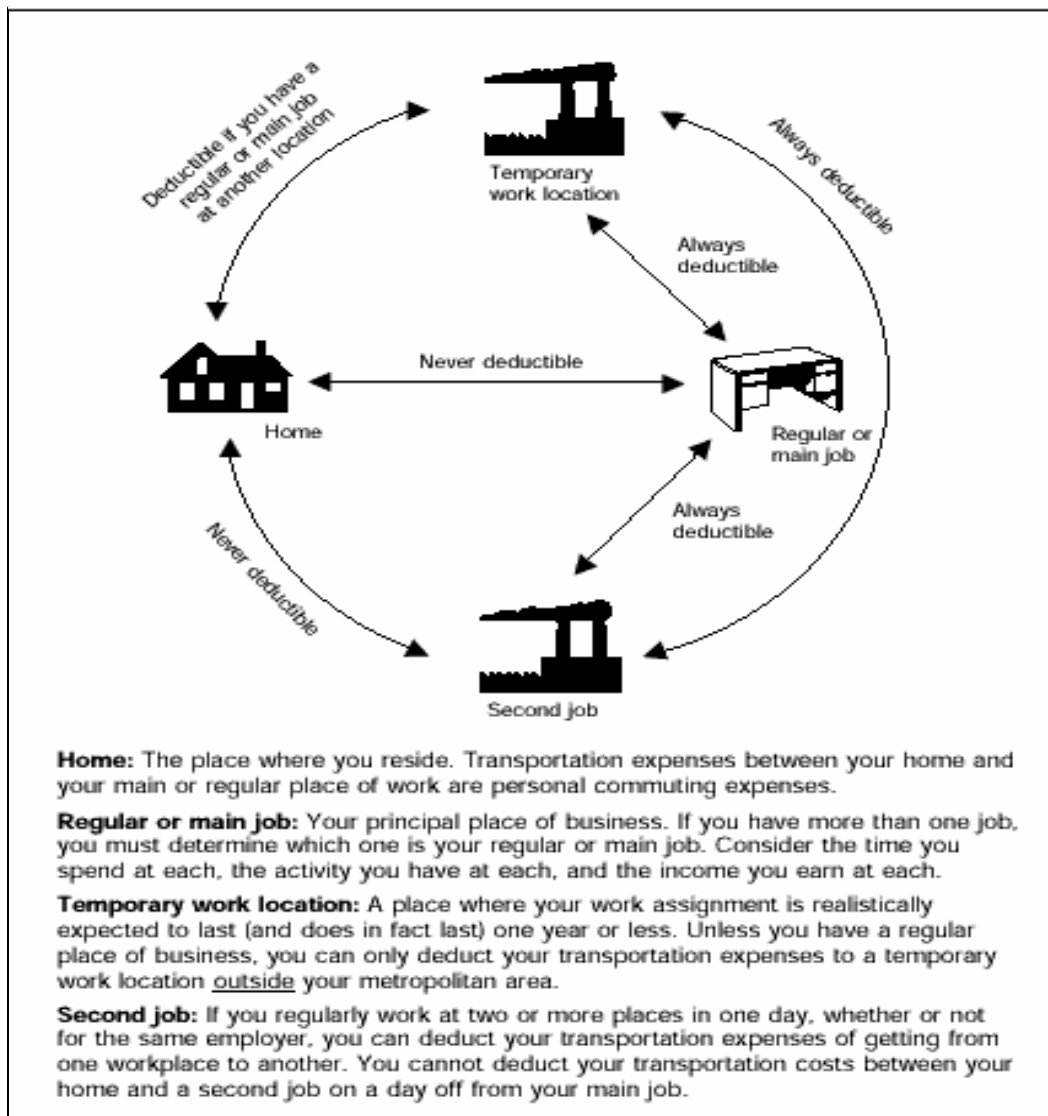 Deductible if you have a
regular or main job
at another location
Temporary
work location
Always deductible
Always
deductible
Never deductible
Home
Regular or
main job
Always
deductible
Never deductible
Second job
Home: The place where you reside. Transportation expenses between your home and
your main or regular place of work are personal commuting expenses.
Regular or main job: Your principal place of business. If you have more than one job,
you must determine which one is your regular or main job. Consider the time you
spend at each, the activity you have at each, and the income you earn at each.
Temporary work location: A place where your work assignment is realistically
expected to last (and does in fact last) one year or less. Unless you have a regular
place of business, you can only deduct your transportation expenses to a temporary
work location outside your metropolitan area.
Second job: If you regularly work at two or more places in one day, whether or not
for the same employer, you can deduct your transportation expenses of getting from
one workplace to another. You cannot deduct your transportation costs between your
home and a second job on a day off from your main job.